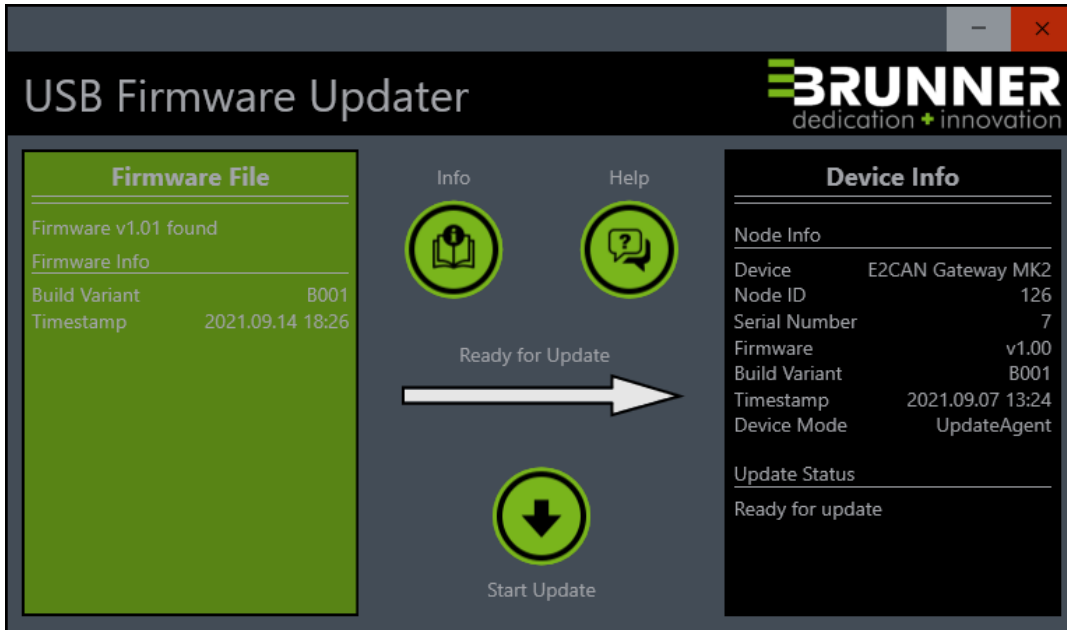 USB Firmware Updater
BRUNNER
dedication + innovation
Firmware File
Firmware v1.01 found
Firmware Info
Build Variant B001
Timestamp 2021.09.14 18:26
Info
Help
Ready for Update
Start Update
Device Info
Node Info
Device E2CAN Gateway MK2
Node ID 126
Serial Number 7
Firmware v1.00
Build Variant B001
Timestamp 2021.09.07 13:24
Device Mode UpdateAgent
Update Status
Ready for update